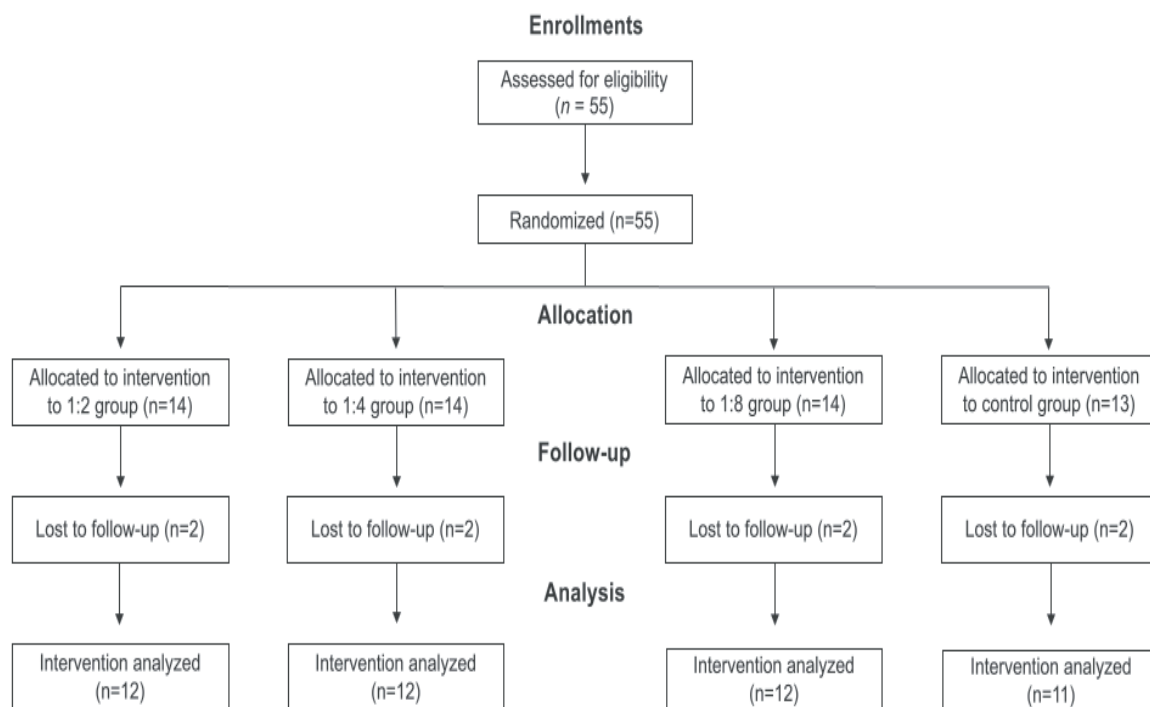 Enrollments
Assessed for eligibility
(n = 55)
Randomized (n=55)
Allocation
Allocated to intervention
to 1:2 group (n=14)
Allocated to intervention
to 1:4 group (n=14)
Allocated to intervention
to 1:8 group (n=14)
Allocated to intervention
to control group (n=13)
Follow-up
Lost to follow-up (n=2)
Lost to follow-up (n=2)
Lost to follow-up (n=2)
Lost to follow-up (n=2)
Analysis
Intervention analyzed
(n=12)
Intervention analyzed
(n=12)
Intervention analyzed
(n=12)
Intervention analyzed
(n=11)